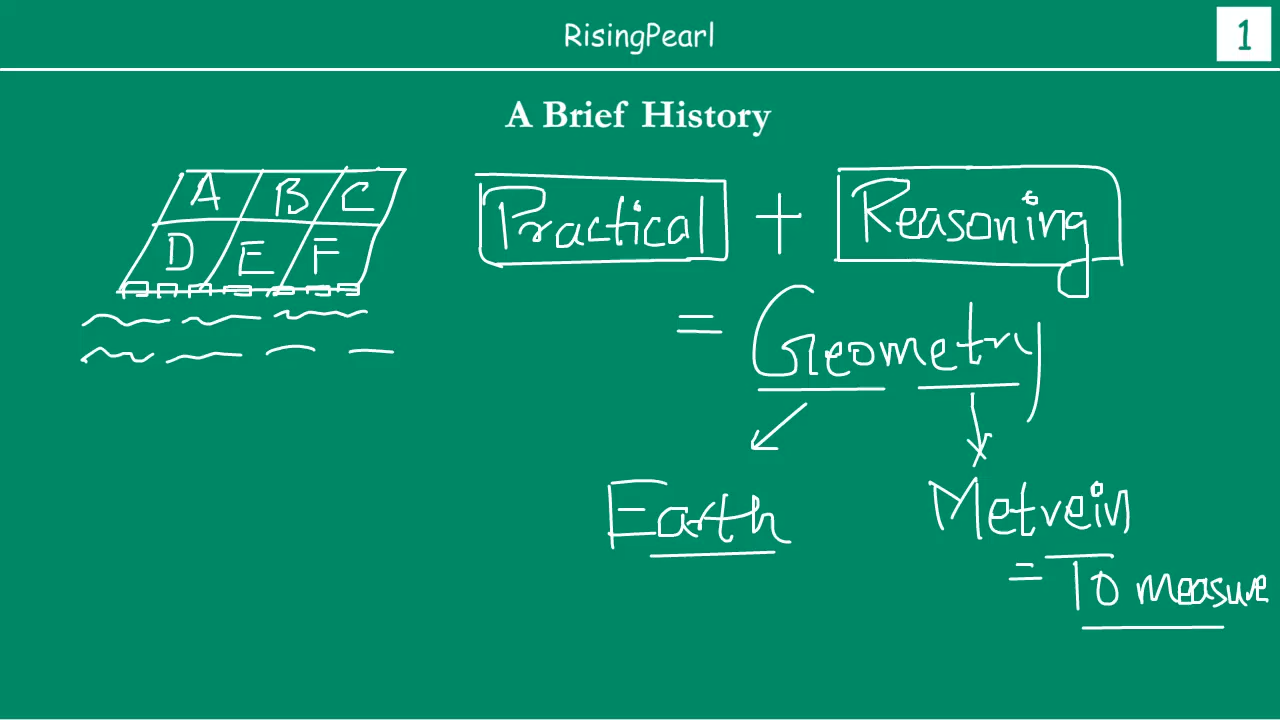 RisingPearl
1
A Brief History
A B C
D E F
Practical + Reasoning
= Geometry
Earth Metrein
= To measure